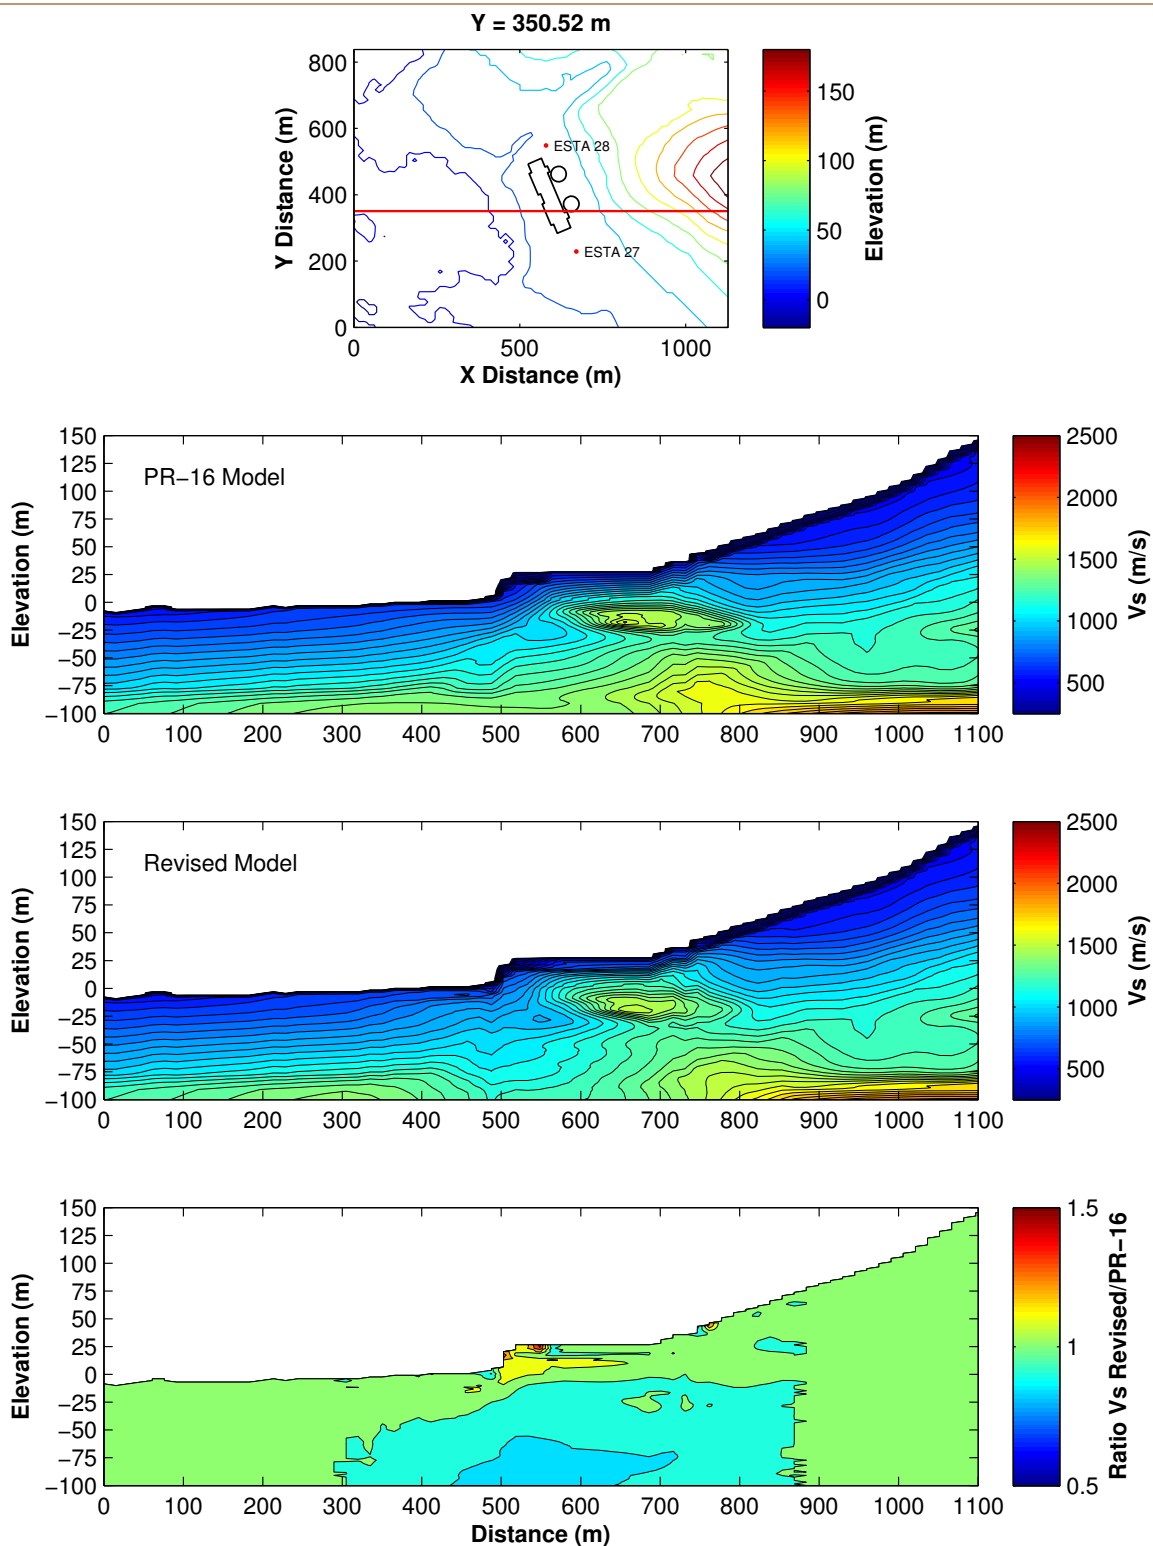 Y = 350.52 m
800
600
400
200
0
Y Distance (m)
ESTA 28
ESTA 27
0 500 1000
X Distance (m)
150
100
50
0
Elevation (m)
150
125
100
75
50
25
0
−25
−50
−75
−100
Elevation (m)
PR−16 Model
0 100 200 300 400 500 600 700 800 900 1000 1100
2500
2000
1500
1000
500
Vs (m/s)
150
125
100
75
50
25
0
−25
−50
−75
−100
Elevation (m)
Revised Model
0 100 200 300 400 500 600 700 800 900 1000 1100
2500
2000
1500
1000
500
Vs (m/s)
150
125
100
75
50
25
0
−25
−50
−75
−100
Elevation (m)
0 100 200 300 400 500 600 700 800 900 1000 1100
Distance (m)
1.5
1
0.5
Ratio Vs Revised/PR−16